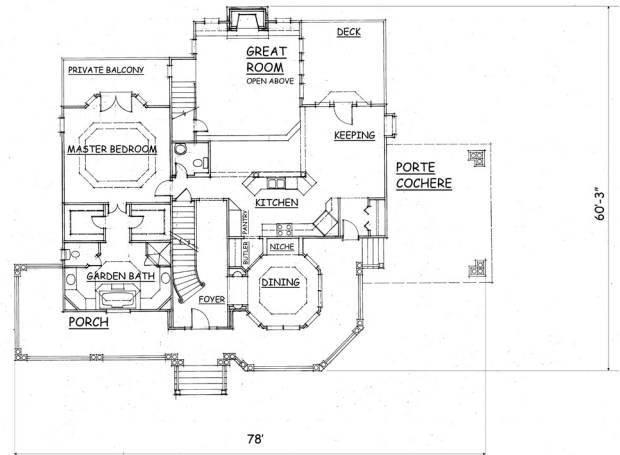 DECK
GREAT
ROOM
OPEN ABOVE
PRIVATE BALCONY
KEEPING
MASTER BEDROOM
PORTE
COCHERE
KITCHEN
PANTRY
60'-3"
BUTLER
NICHE
GARDEN BATH
DINING
FOYER
PORCH
78'